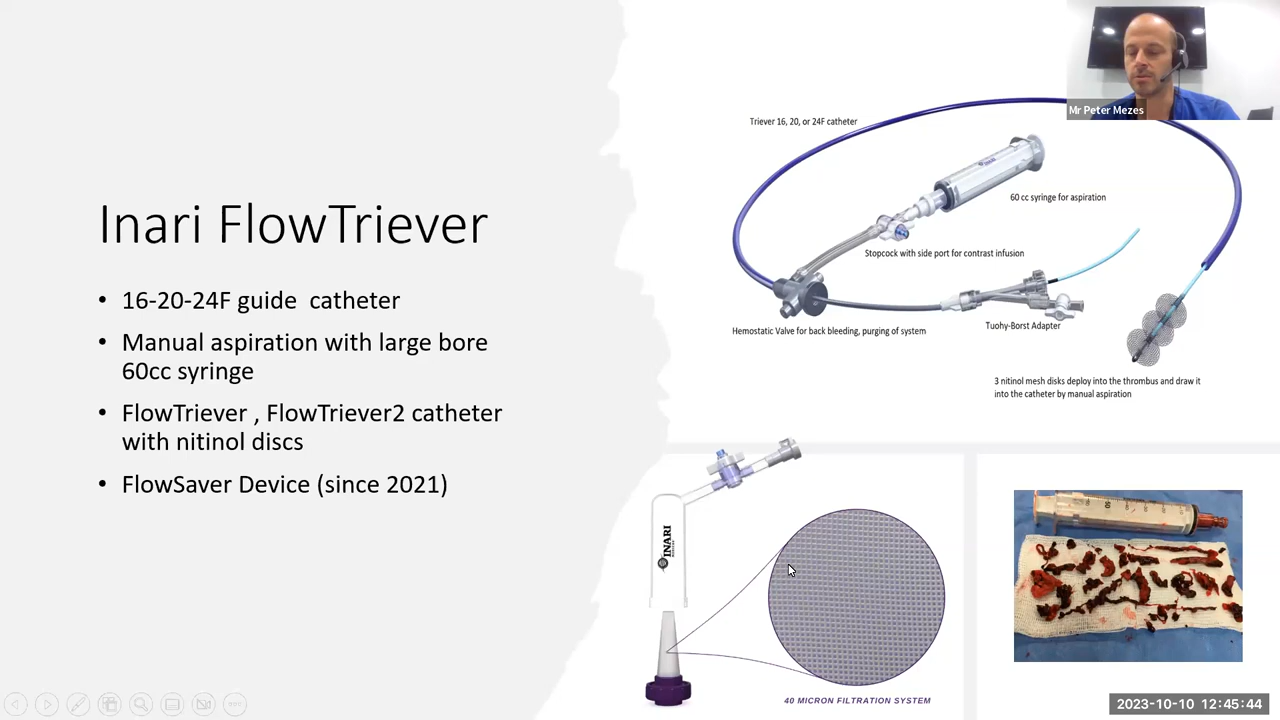 Mr Peter Mezes
Inari FlowTriever
• 16-20-24F guide  catheter
• Manual aspiration with large bore
60cc syringe
• FlowTriever , FlowTriever2 catheter
with nitinol discs
• FlowSaver Device (since 2021)
Triever 16, 20, or 24F catheter
INARI
60 cc syringe for aspiration
Stopcock with side port for contrast infusion
Hemostatic Valve for back bleeding, purging of system
Tuohy-Borst Adapter
3 nitinol mesh disks deploy into the thrombus and draw it
into the catheter by manual aspiration
INARI
40 MICRON FILTRATION SYSTEM
50
2023-10-10 12:45:44